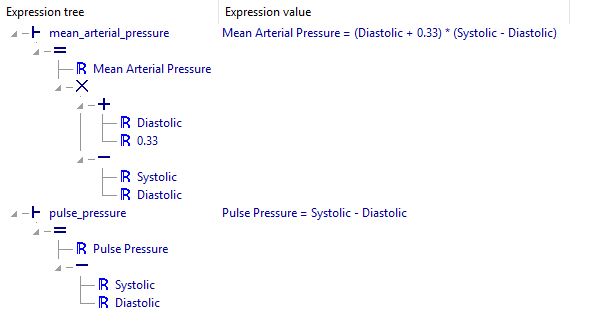 Expression tree Expression value
⊢ mean_arterial_pressure Mean Arterial Pressure = (Diastolic + 0.33) * (Systolic - Diastolic)
=
ℝ Mean Arterial Pressure
×
+
ℝ Diastolic
ℝ 0.33
−
ℝ Systolic
ℝ Diastolic
⊢ pulse_pressure Pulse Pressure = Systolic - Diastolic
=
ℝ Pulse Pressure
−
ℝ Systolic
ℝ Diastolic